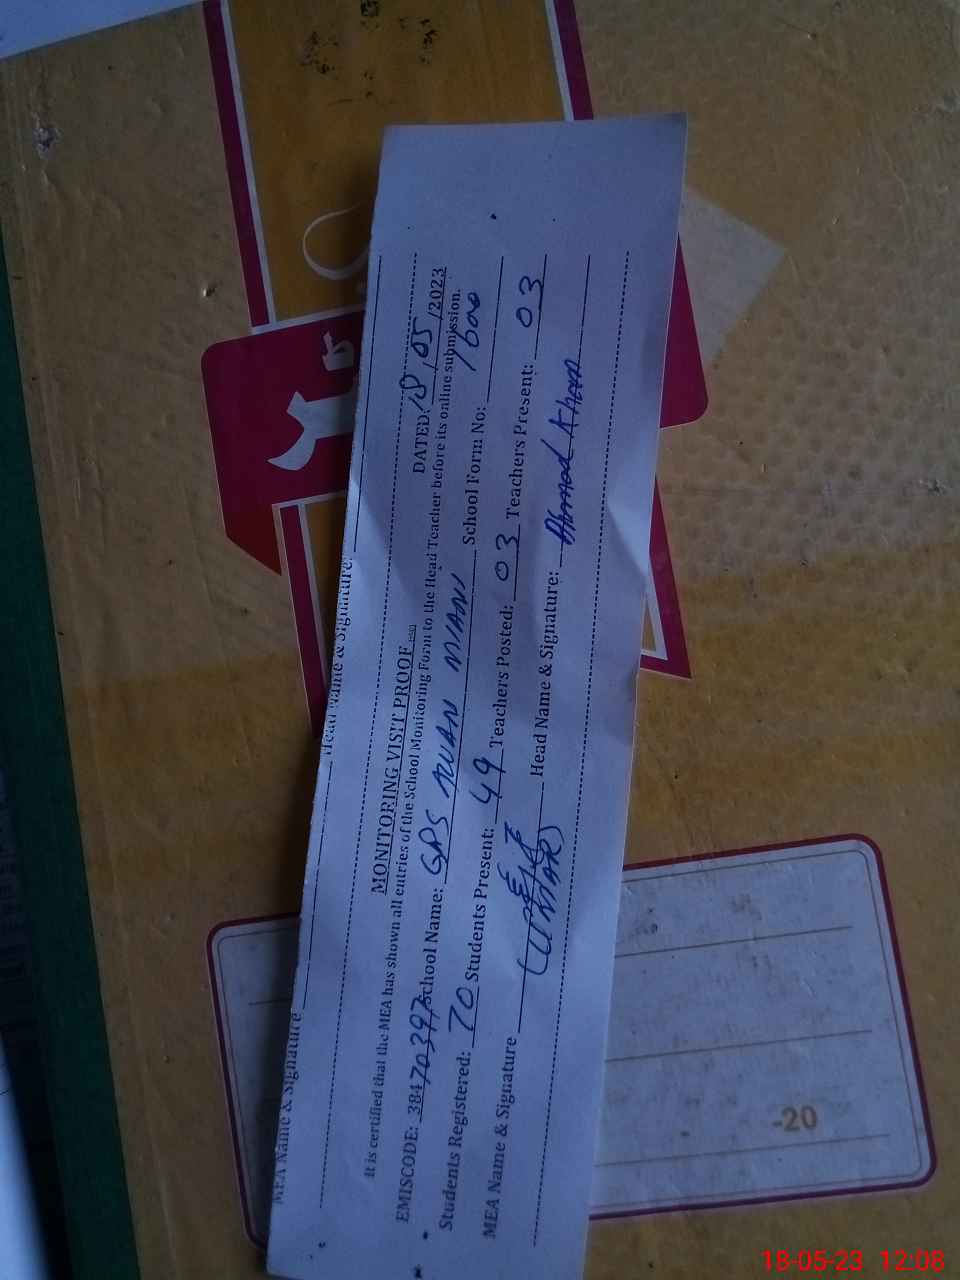 MEA Name & Signature Head Name & Signature:
MONITORING VISIT PROOF
DATED: 18/05/2023
It is certified that the MEA has shown all entries of the School Monitoring Form to the Head Teacher before its online submission.
EMISCODE: 38470397 School Name: GPS AWAN MIANI School Form No: 1600
Students Registered: 70 Students Present: 49 Teachers Posted: 03 Teachers Present: 03
MEA Name & Signature (UMAR) Head Name & Signature: Ahmad Khan
-20
18-05-23 12:08